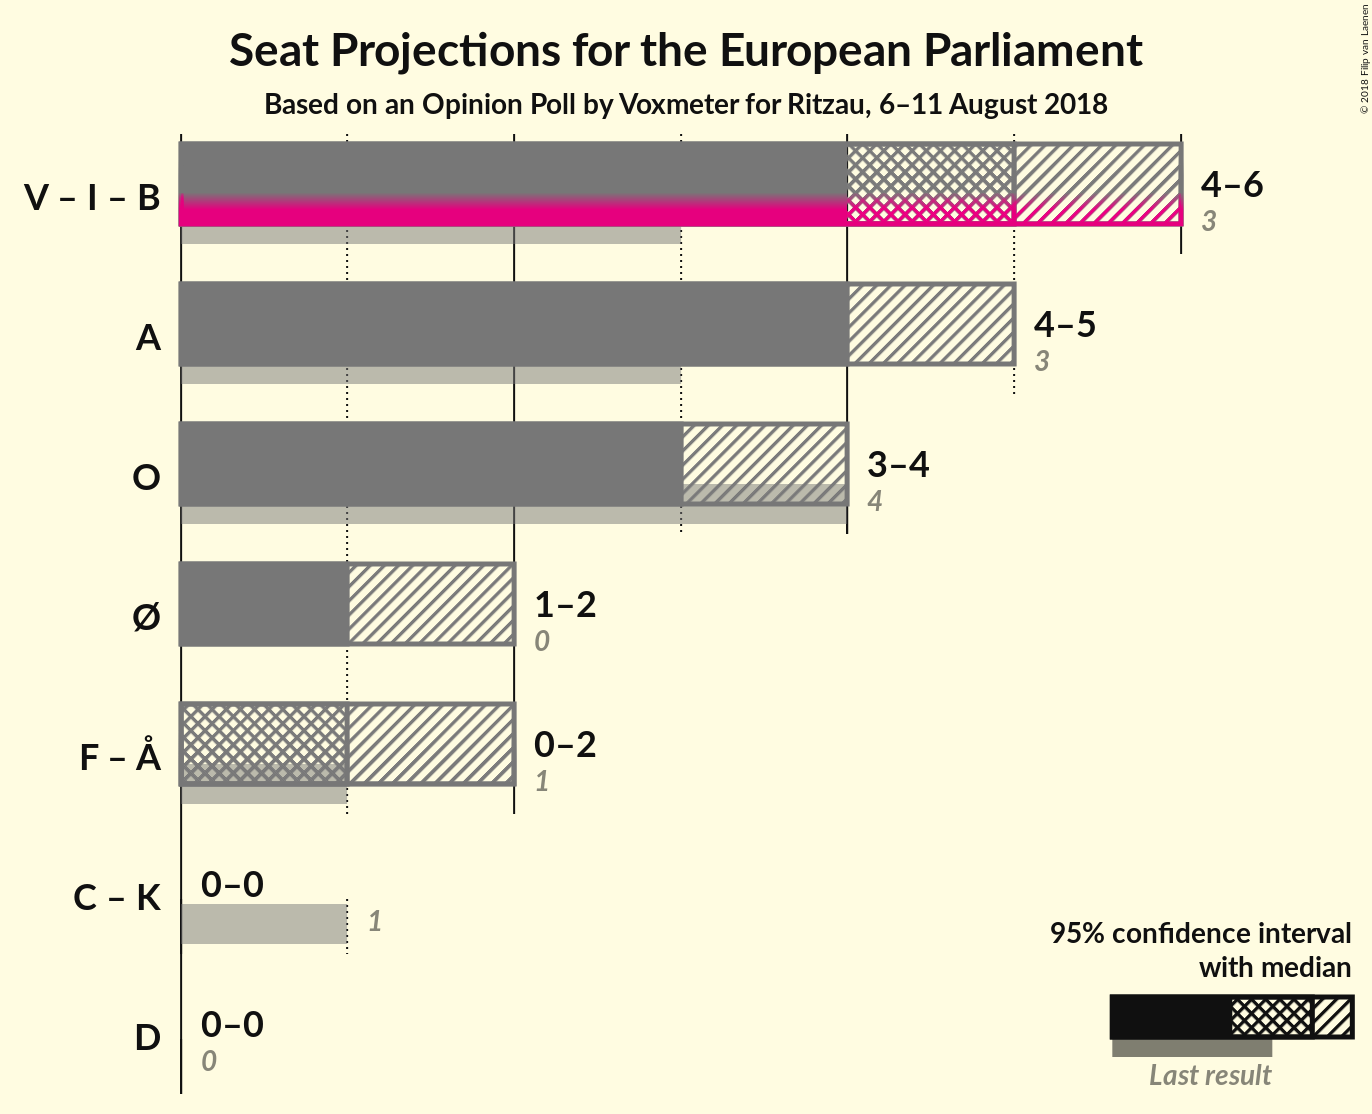 Seat Projections for the European Parliament
Based on an Opinion Poll by Voxmeter for Ritzau, 6–11 August 2018
© 2018 Filip van Laenen
V – I – B
4–6
3
A
4–5
3
O
3–4
4
Ø
1–2
0
F – Å
0–2
1
C – K
0–0
1
D
0–0
0
95% confidence interval
with median
Last result